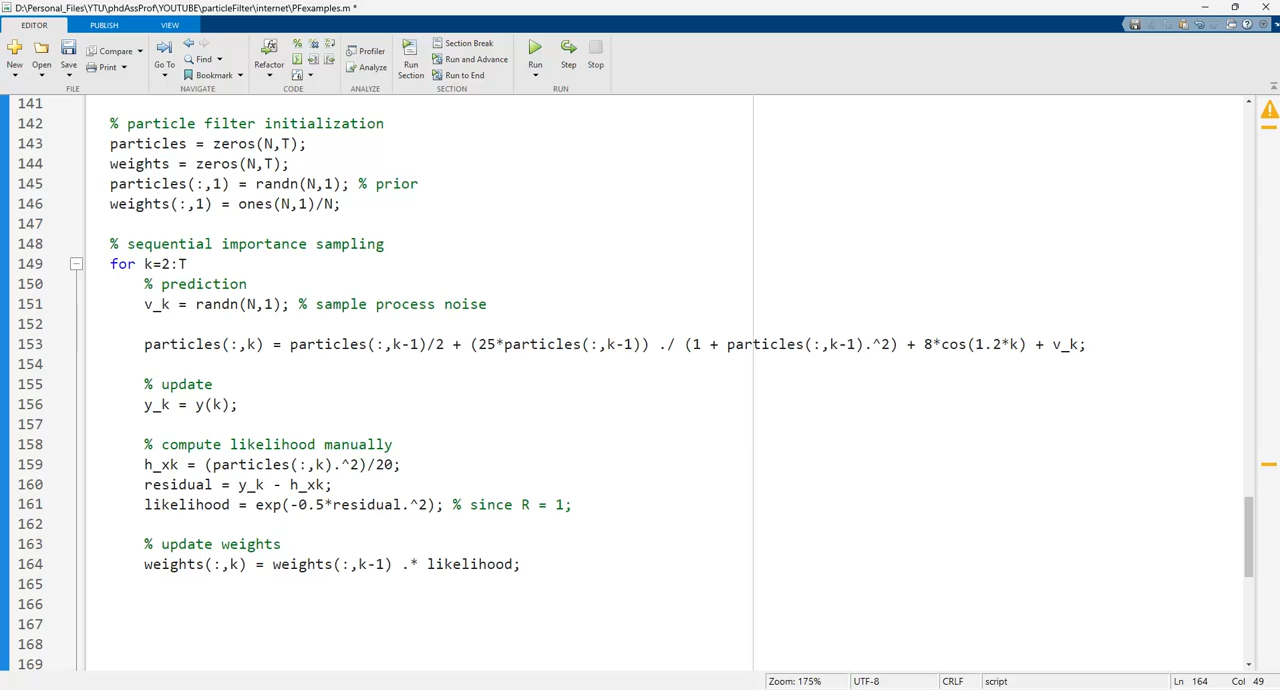 D:\Personal_Files\YTU\phdAssProf\YOUTUBE\particleFilter\internet\PFexamples.m *
EDITOR PUBLISH VIEW
New Open Save Compare Print Go To Find Bookmark Refactor Profiler Analyze Run Section Section Break Run and Advance Run to End Run Step Stop
FILE NAVIGATE CODE ANALYZE SECTION RUN
141
142 % particle filter initialization
143 particles = zeros(N,T);
144 weights = zeros(N,T);
145 particles(:,1) = randn(N,1); % prior
146 weights(:,1) = ones(N,1)/N;
147
148 % sequential importance sampling
149 for k=2:T
150 % prediction
151 v_k = randn(N,1); % sample process noise
152
153 particles(:,k) = particles(:,k-1)/2 + (25*particles(:,k-1)) ./ (1 + particles(:,k-1).^2) + 8*cos(1.2*k) + v_k;
154
155 % update
156 y_k = y(k);
157
158 % compute likelihood manually
159 h_xk = (particles(:,k).^2)/20;
160 residual = y_k - h_xk;
161 likelihood = exp(-0.5*residual.^2); % since R = 1;
162
163 % update weights
164 weights(:,k) = weights(:,k-1) .* likelihood;
165
166
167
168
169
Zoom: 175% UTF-8 CRLF script Ln 164 Col 49